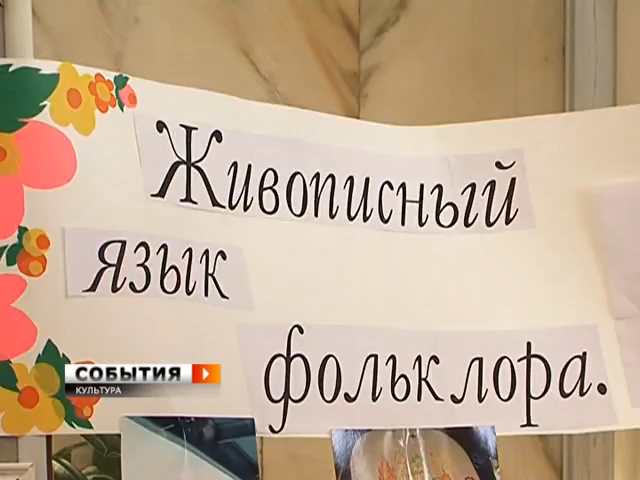 Живописный
язык
фольклора.
СОБЫТИЯ
КУЛЬТУРА